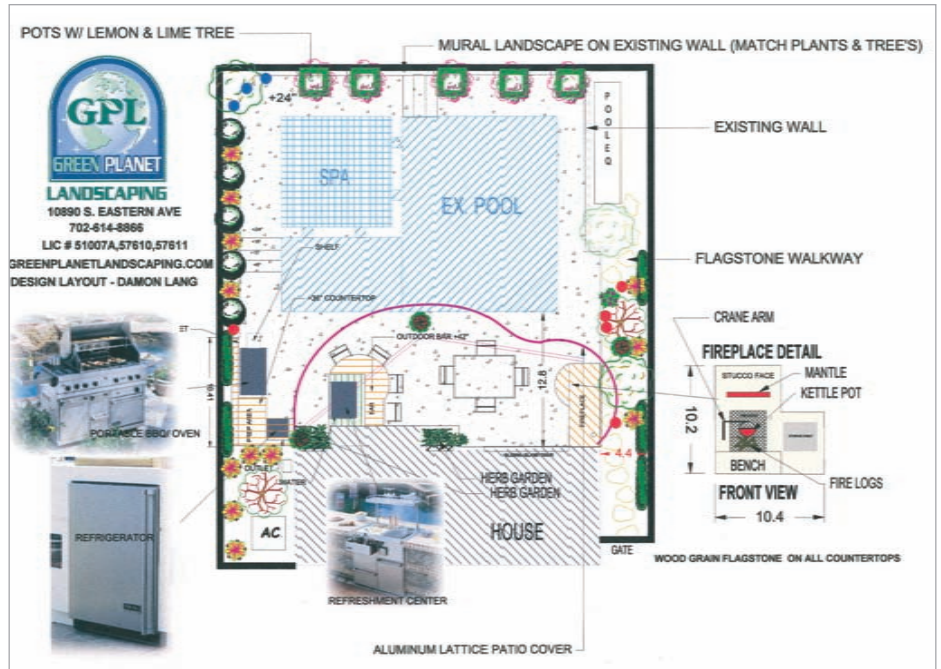 POTS W/ LEMON & LIME TREE
MURAL LANDSCAPE ON EXISTING WALL (MATCH PLANTS & TREE'S)
GPL
GREEN PLANET
LANDSCAPING
10890 S. EASTERN AVE
702-614-8866
LIC # 51007A,57610,57611
GREENPLANETLANDSCAPING.COM
DESIGN LAYOUT - DAMON LANG
+24"
POOL EQ
EXISTING WALL
SPA
EX. POOL
SHELF
FLAGSTONE WALKWAY
+36" COUNTERTOP
ST
OUTDOOR BAR +42"
BAR
12.8
10.41
STEP AREA
FIREPLACE
4.4
PORTABLE BBQ/ OVEN
OUTLET
WATER
AC
HERB GARDEN
HERB GARDEN
HOUSE
GATE
REFRIGERATOR
REFRESHMENT CENTER
ALUMINUM LATTICE PATIO COVER
CRANE ARM
FIREPLACE DETAIL
STUCCO FACE
MANTLE
KETTLE POT
10.2
BENCH
FIRE LOGS
FRONT VIEW
10.4
WOOD GRAIN FLAGSTONE ON ALL COUNTERTOPS